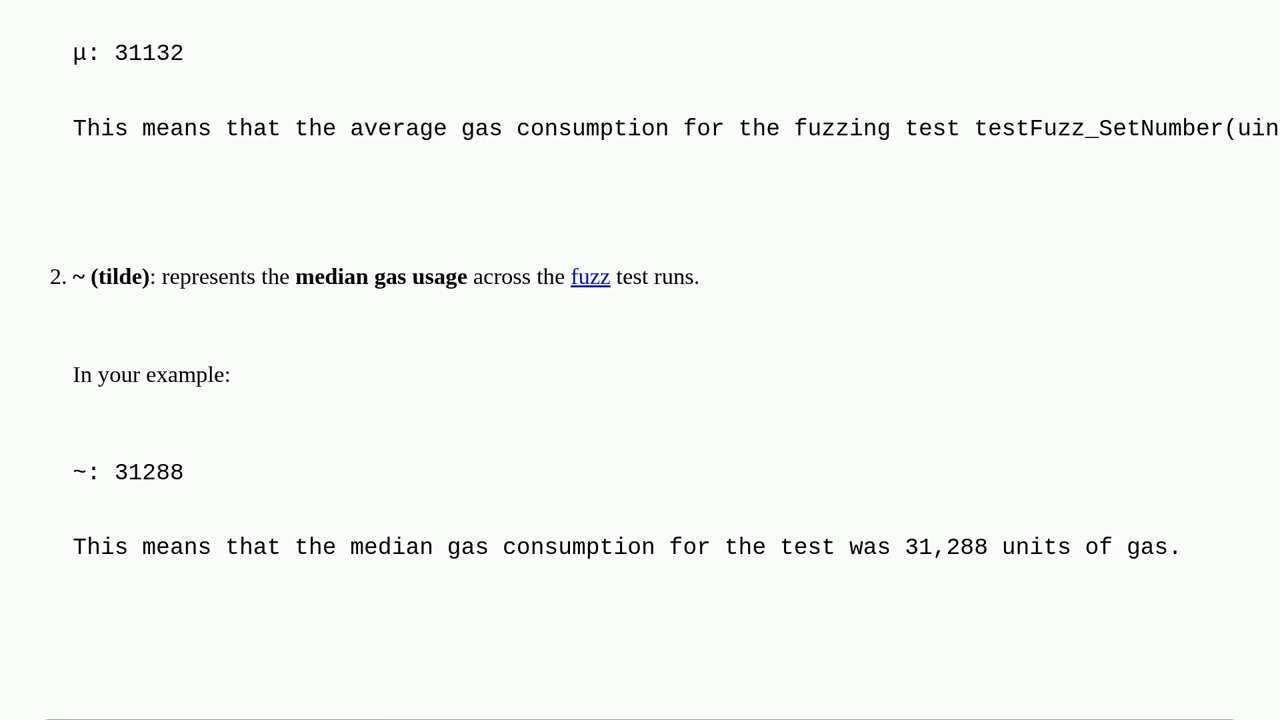 μ: 31132
This means that the average gas consumption for the fuzzing test testFuzz_SetNumber(uin
2. ~ (tilde): represents the median gas usage across the fuzz test runs.
In your example:
~: 31288
This means that the median gas consumption for the test was 31,288 units of gas.